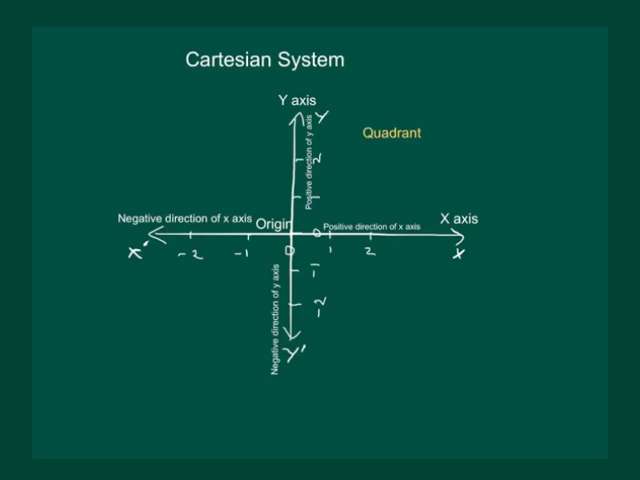 Cartesian System
Y axis
Y
Quadrant
Positive direction of y axis
2
1
Negative direction of x axis
Origin
0
Positive direction of x axis
X axis
X'
-2
-1
0
1
2
X
Negative direction of y axis
-1
-2
Y'